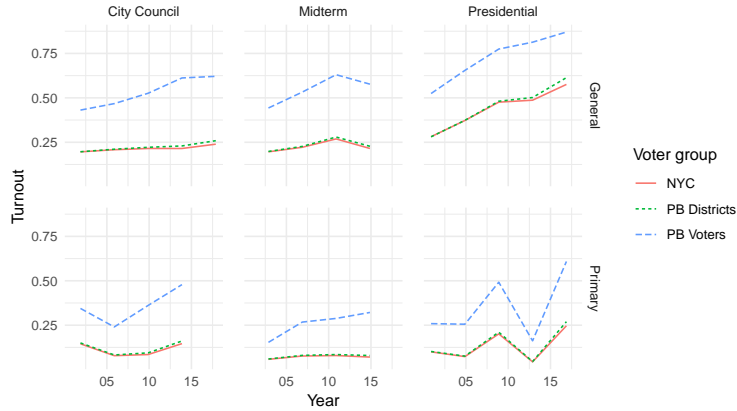 City Council
Midterm
Presidential
0.75
0.50
0.25
General
0.75
0.50
0.25
Primary
Turnout
05 10 15
05 10 15
05 10 15
Year
Voter group
NYC
PB Districts
PB Voters